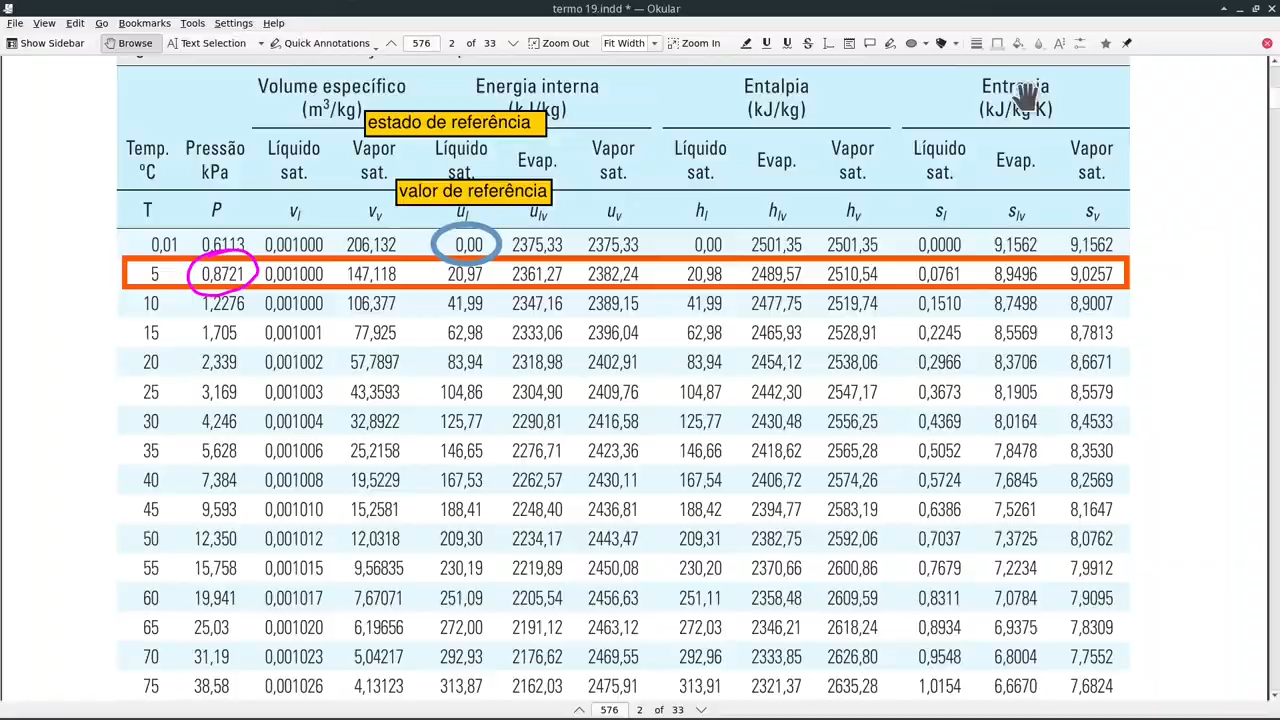 termo 19.indd * — Okular
File View Edit Go Bookmarks Tools Settings Help
Show Sidebar Browse Text Selection Quick Annotations 576 2 of 33 Zoom Out Fit Width Zoom In
Volume específico Energia interna Entalpia Entropia
(m³/kg) (kJ/kg) (kJ/kg) (kJ/kg K)
estado de referência
Temp. Pressão Líquido Vapor Líquido Evap. Vapor Líquido Evap. Vapor Líquido Evap. Vapor
ºC kPa sat. sat. sat. sat. sat. sat. sat. sat.
valor de referência
T P vl vv ul ulv uv hl hlv hv sl slv sv
0,01 0,6113 0,001000 206,132 0,00 2375,33 2375,33 0,00 2501,35 2501,35 0,0000 9,1562 9,1562
5 0,8721 0,001000 147,118 20,97 2361,27 2382,24 20,98 2489,57 2510,54 0,0761 8,9496 9,0257
10 1,2276 0,001000 106,377 41,99 2347,16 2389,15 41,99 2477,75 2519,74 0,1510 8,7498 8,9007
15 1,705 0,001001 77,925 62,98 2333,06 2396,04 62,98 2465,93 2528,91 0,2245 8,5569 8,7813
20 2,339 0,001002 57,7897 83,94 2318,98 2402,91 83,94 2454,12 2538,06 0,2966 8,3706 8,6671
25 3,169 0,001003 43,3593 104,86 2304,90 2409,76 104,87 2442,30 2547,17 0,3673 8,1905 8,5579
30 4,246 0,001004 32,8922 125,77 2290,81 2416,58 125,77 2430,48 2556,25 0,4369 8,0164 8,4533
35 5,628 0,001006 25,2158 146,65 2276,71 2423,36 146,66 2418,62 2565,28 0,5052 7,8478 8,3530
40 7,384 0,001008 19,5229 167,53 2262,57 2430,11 167,54 2406,72 2574,26 0,5724 7,6845 8,2569
45 9,593 0,001010 15,2581 188,41 2248,40 2436,81 188,42 2394,77 2583,19 0,6386 7,5261 8,1647
50 12,350 0,001012 12,0318 209,30 2234,17 2443,47 209,31 2382,75 2592,06 0,7037 7,3725 8,0762
55 15,758 0,001015 9,56835 230,19 2219,89 2450,08 230,20 2370,66 2600,86 0,7679 7,2234 7,9912
60 19,941 0,001017 7,67071 251,09 2205,54 2456,63 251,11 2358,48 2609,59 0,8311 7,0784 7,9095
65 25,03 0,001020 6,19656 272,00 2191,12 2463,12 272,03 2346,21 2618,24 0,8934 6,9375 7,8309
70 31,19 0,001023 5,04217 292,93 2176,62 2469,55 292,96 2333,85 2626,80 0,9548 6,8004 7,7552
75 38,58 0,001026 4,13123 313,87 2162,03 2475,91 313,91 2321,37 2635,28 1,0154 6,6670 7,6824
576 2 of 33